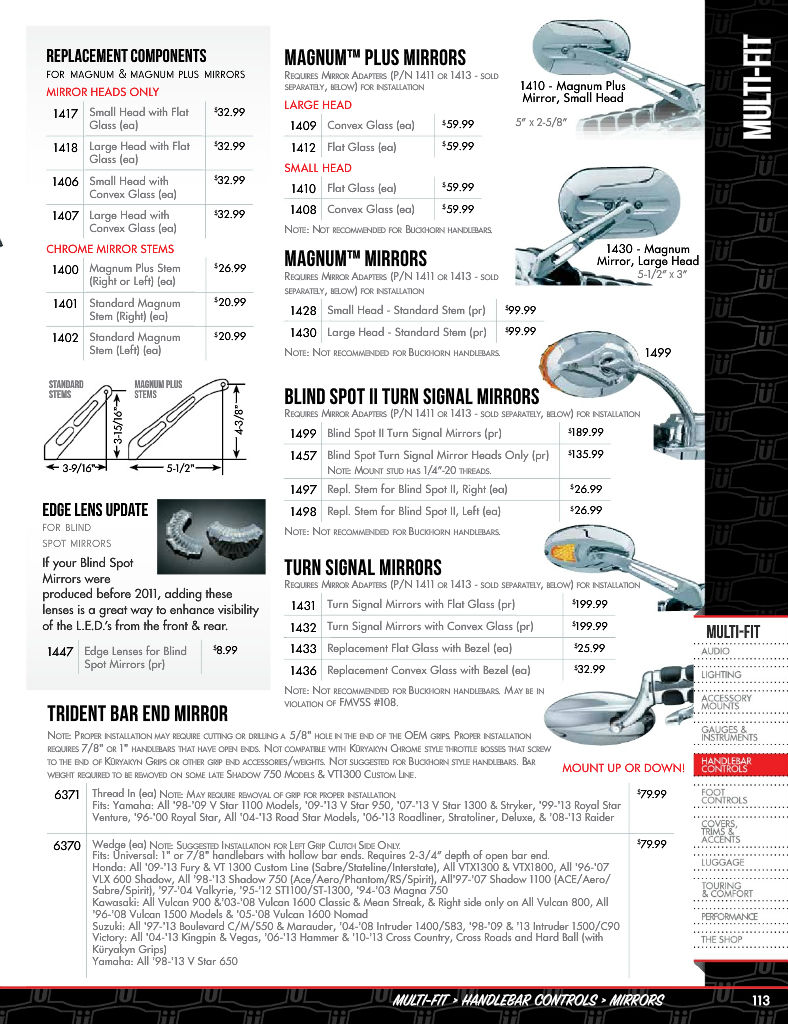 REPLACEMENT COMPONENTS
FOR MAGNUM & MAGNUM PLUS MIRRORS
MIRROR HEADS ONLY
1417 Small Head with Flat Glass (ea) $32.99
1418 Large Head with Flat Glass (ea) $32.99
1406 Small Head with Convex Glass (ea) $32.99
1407 Large Head with Convex Glass (ea) $32.99
CHROME MIRROR STEMS
1400 Magnum Plus Stem (Right or Left) (ea) $26.99
1401 Standard Magnum Stem (Right) (ea) $20.99
1402 Standard Magnum Stem (Left) (ea) $20.99
STANDARD STEMS
MAGNUM PLUS STEMS
3-15/16"
4-3/8"
3-9/16"
5-1/2"
EDGE LENS UPDATE
FOR BLIND
SPOT MIRRORS
If your Blind Spot
Mirrors were
produced before 2011, adding these
lenses is a great way to enhance visibility
of the L.E.D.'s from the front & rear.
1447 Edge Lenses for Blind Spot Mirrors (pr) $8.99
MAGNUM™ PLUS MIRRORS
REQUIRES MIRROR ADAPTERS (P/N 1411 OR 1413 - SOLD
SEPARATELY, BELOW) FOR INSTALLATION
LARGE HEAD
1409 Convex Glass (ea) $59.99
1412 Flat Glass (ea) $59.99
SMALL HEAD
1410 Flat Glass (ea) $59.99
1408 Convex Glass (ea) $59.99
NOTE: NOT RECOMMENDED FOR BUCKHORN HANDLEBARS.
1410 - Magnum Plus
Mirror, Small Head
5" x 2-5/8"
MAGNUM™ MIRRORS
REQUIRES MIRROR ADAPTERS (P/N 1411 OR 1413 - SOLD
SEPARATELY, BELOW) FOR INSTALLATION
1428 Small Head - Standard Stem (pr) $99.99
1430 Large Head - Standard Stem (pr) $99.99
NOTE: NOT RECOMMENDED FOR BUCKHORN HANDLEBARS.
1430 - Magnum
Mirror, Large Head
5-1/2" x 3"
1499
BLIND SPOT II TURN SIGNAL MIRRORS
REQUIRES MIRROR ADAPTERS (P/N 1411 OR 1413 - SOLD SEPARATELY, BELOW) FOR INSTALLATION
1499 Blind Spot II Turn Signal Mirrors (pr) $189.99
1457 Blind Spot Turn Signal Mirror Heads Only (pr) $135.99
NOTE: MOUNT STUD HAS 1/4"-20 THREADS.
1497 Repl. Stem for Blind Spot II, Right (ea) $26.99
1498 Repl. Stem for Blind Spot II, Left (ea) $26.99
NOTE: NOT RECOMMENDED FOR BUCKHORN HANDLEBARS.
TURN SIGNAL MIRRORS
REQUIRES MIRROR ADAPTERS (P/N 1411 OR 1413 - SOLD SEPARATELY, BELOW) FOR INSTALLATION
1431 Turn Signal Mirrors with Flat Glass (pr) $199.99
1432 Turn Signal Mirrors with Convex Glass (pr) $199.99
1433 Replacement Flat Glass with Bezel (ea) $25.99
1436 Replacement Convex Glass with Bezel (ea) $32.99
NOTE: NOT RECOMMENDED FOR BUCKHORN HANDLEBARS. MAY BE IN
VIOLATION OF FMVSS #108.
TRIDENT BAR END MIRROR
NOTE: PROPER INSTALLATION MAY REQUIRE CUTTING OR DRILLING A 5/8" HOLE IN THE END OF THE OEM GRIPS. PROPER INSTALLATION
REQUIRES 7/8" OR 1" HANDLEBARS THAT HAVE OPEN ENDS. NOT COMPATIBLE WITH KÜRYAKYN CHROME STYLE THROTTLE BOSSES THAT SCREW
TO THE END OF KÜRYAKYN GRIPS OR OTHER GRIP END ACCESSORIES/WEIGHTS. NOT SUGGESTED FOR BUCKHORN STYLE HANDLEBARS. BAR
WEIGHT REQUIRED TO BE REMOVED ON SOME LATE SHADOW 750 MODELS & VT1300 CUSTOM LINE.
MOUNT UP OR DOWN!
6371 Thread In (ea) NOTE: MAY REQUIRE REMOVAL OF GRIP FOR PROPER INSTALLATION. $79.99
Fits: Yamaha: All '98-'09 V Star 1100 Models, '09-'13 V Star 950, '07-'13 V Star 1300 & Stryker, '99-'13 Royal Star
Venture, '96-'00 Royal Star, All '04-'13 Road Star Models, '06-'13 Roadliner, Stratoliner, Deluxe, & '08-'13 Raider
6370 Wedge (ea) NOTE: SUGGESTED INSTALLATION FOR LEFT GRIP CLUTCH SIDE ONLY. $79.99
Fits: Universal: 1" or 7/8" handlebars with hollow bar ends. Requires 2-3/4" depth of open bar end.
Honda: All '09-'13 Fury & VT 1300 Custom Line (Sabre/Stateline/Interstate), All VTX1300 & VTX1800, All '96-'07
VLX 600 Shadow, All '98-'13 Shadow 750 (Ace/Aero/Phantom/RS/Spirit), All'97-'07 Shadow 1100 (ACE/Aero/
Sabre/Spirit), '97-'04 Valkyrie, '95-'12 ST1100/ST-1300, '94-'03 Magna 750
Kawasaki: All Vulcan 900 &'03-'08 Vulcan 1600 Classic & Mean Streak, & Right side only on All Vulcan 800, All
'96-'08 Vulcan 1500 Models & '05-'08 Vulcan 1600 Nomad
Suzuki: All '97-'13 Boulevard C/M/S50 & Marauder, '04-'08 Intruder 1400/S83, '98-'09 & '13 Intruder 1500/C90
Victory: All '04-'13 Kingpin & Vegas, '06-'13 Hammer & '10-'13 Cross Country, Cross Roads and Hard Ball (with
Küryakyn Grips)
Yamaha: All '98-'13 V Star 650
MULTI-FIT
MULTI-FIT
AUDIO
LIGHTING
ACCESSORY
MOUNTS
GAUGES &
INSTRUMENTS
HANDLEBAR
CONTROLS
FOOT
CONTROLS
COVERS,
TRIMS &
ACCENTS
LUGGAGE
TOURING
& COMFORT
PERFORMANCE
THE SHOP
MULTI-FIT > HANDLEBAR CONTROLS > MIRRORS 113